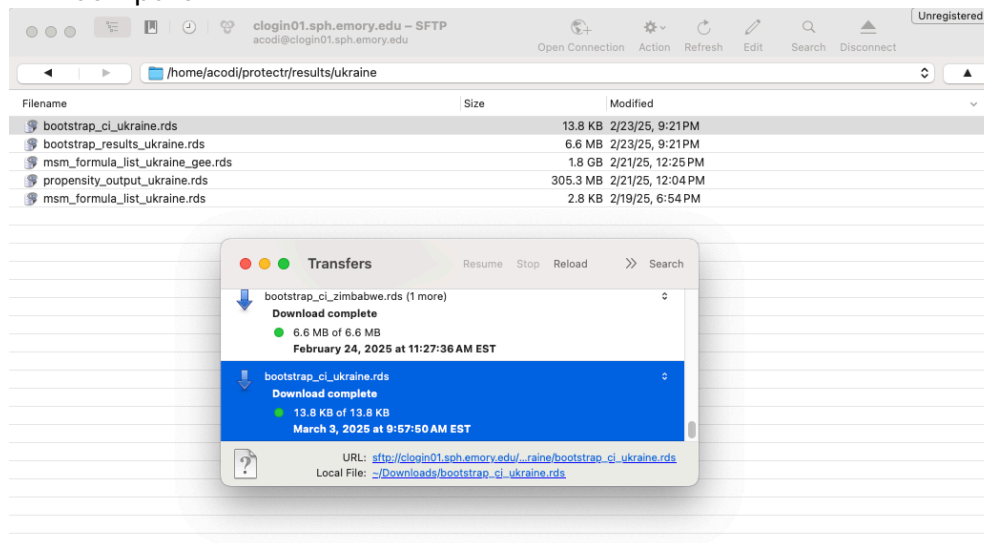 clogin01.sph.emory.edu – SFTP
acodi@clogin01.sph.emory.edu
Open Connection Action Refresh Edit Search Disconnect
Unregistered
/home/acodi/protectr/results/ukraine
Filename Size Modified
bootstrap_ci_ukraine.rds 13.8 KB 2/23/25, 9:21 PM
bootstrap_results_ukraine.rds 6.6 MB 2/23/25, 9:21 PM
msm_formula_list_ukraine_gee.rds 1.8 GB 2/21/25, 12:25 PM
propensity_output_ukraine.rds 305.3 MB 2/21/25, 12:04 PM
msm_formula_list_ukraine.rds 2.8 KB 2/19/25, 6:54 PM
Transfers Resume Stop Reload Search
bootstrap_ci_zimbabwe.rds (1 more)
Download complete
6.6 MB of 6.6 MB
February 24, 2025 at 11:27:36 AM EST
bootstrap_ci_ukraine.rds
Download complete
13.8 KB of 13.8 KB
March 3, 2025 at 9:57:50 AM EST
URL: sftp://clogin01.sph.emory.edu/...raine/bootstrap_ci_ukraine.rds
Local File: ~/Downloads/bootstrap_ci_ukraine.rds